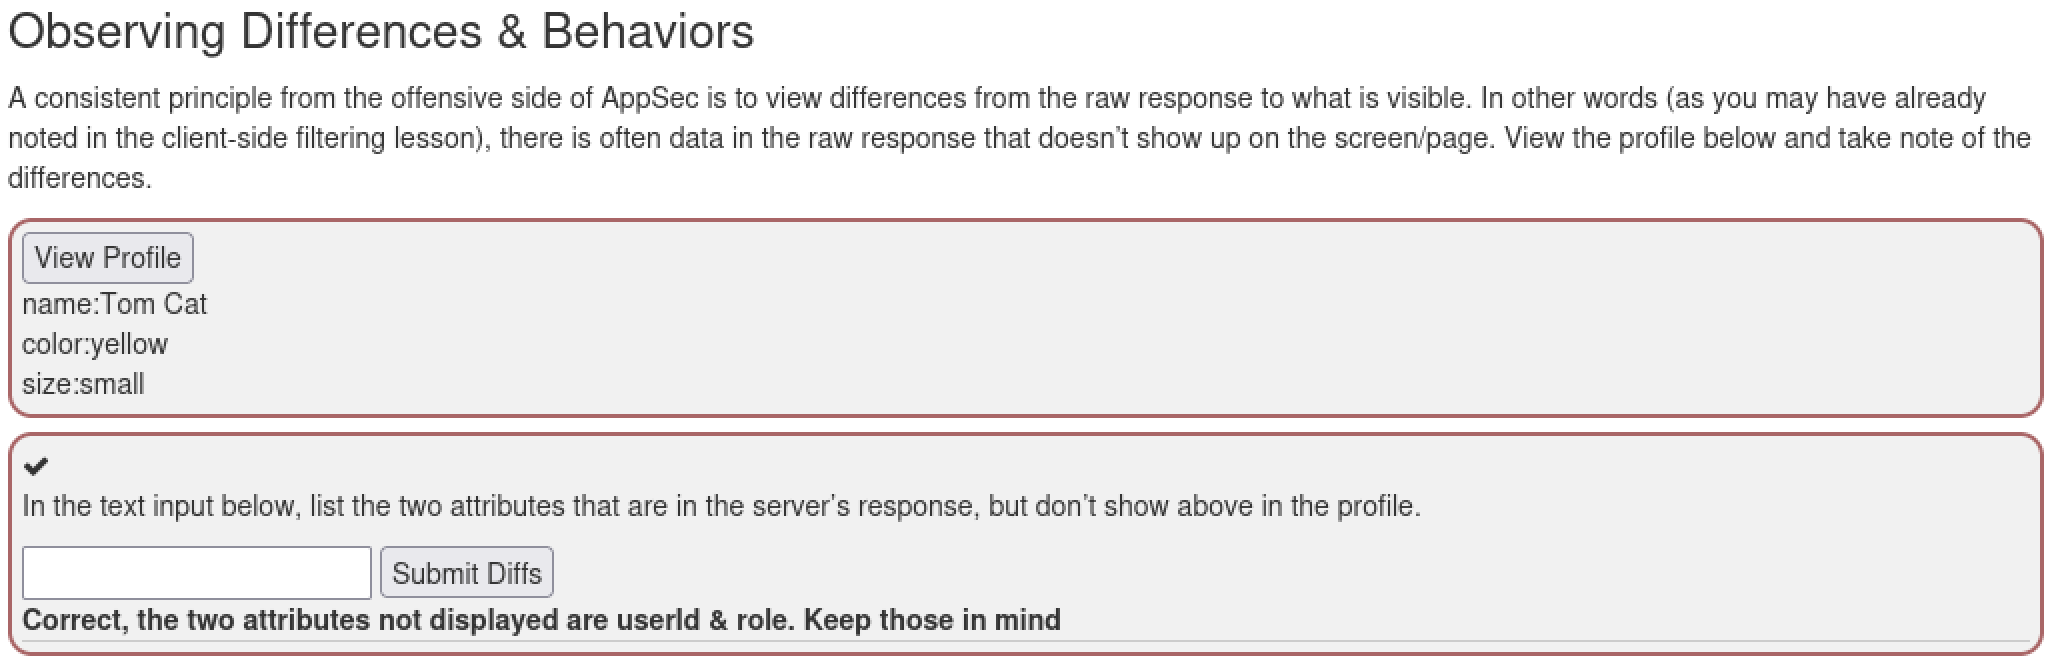 Observing Differences & Behaviors
A consistent principle from the offensive side of AppSec is to view differences from the raw response to what is visible. In other words (as you may have already
noted in the client-side filtering lesson), there is often data in the raw response that doesn't show up on the screen/page. View the profile below and take note of the
differences.
View Profile
name:Tom Cat
color:yellow
size:small
In the text input below, list the two attributes that are in the server's response, but don't show above in the profile.
Submit Diffs
Correct, the two attributes not displayed are userId & role. Keep those in mind